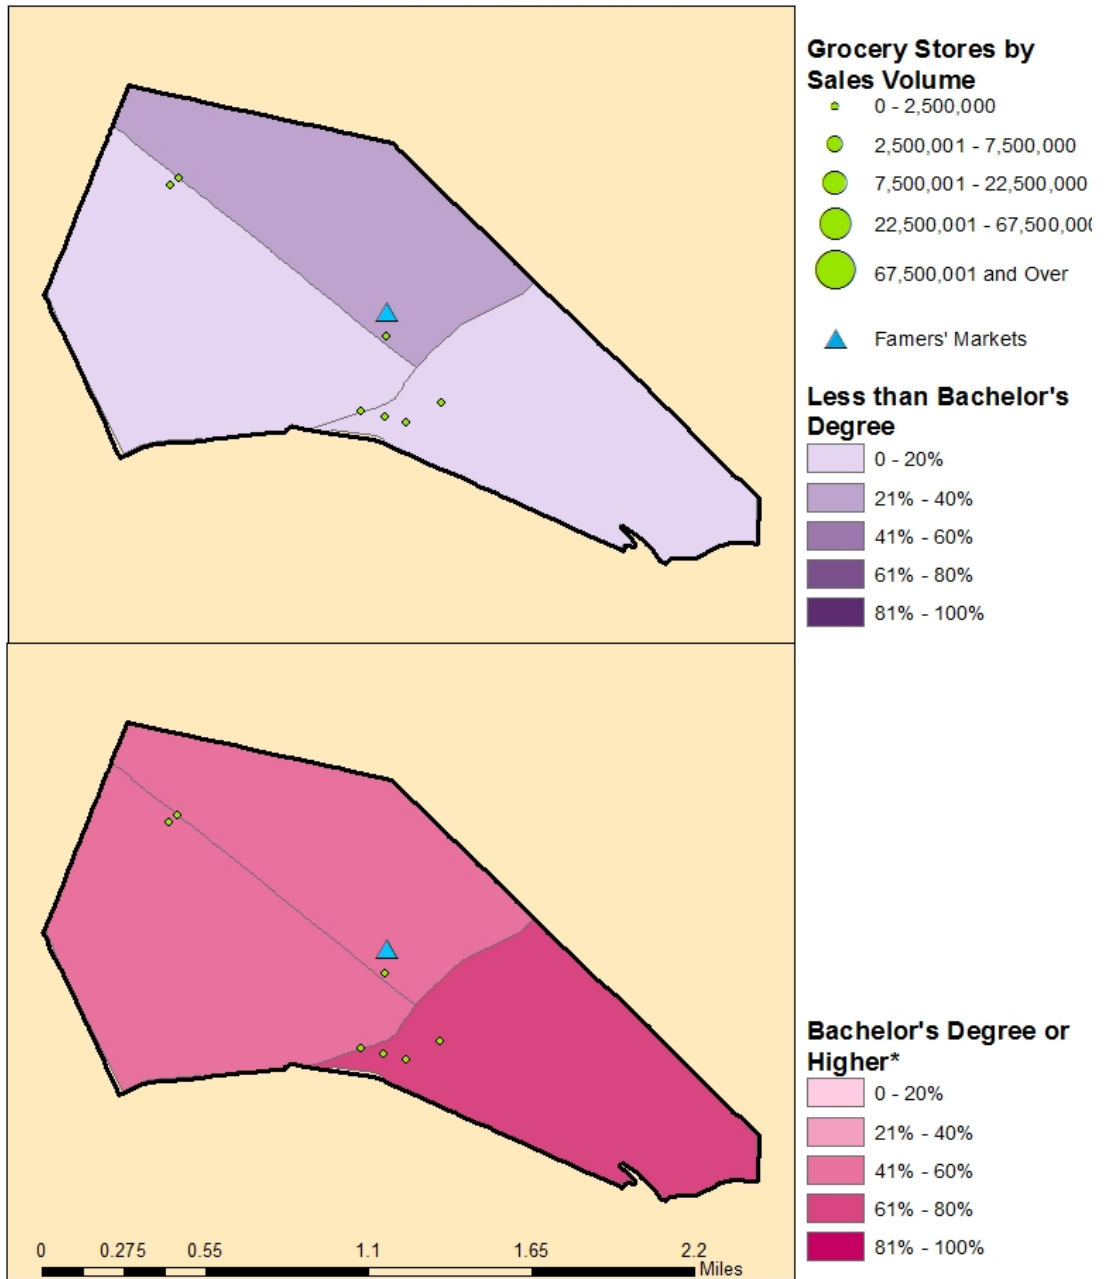 Grocery Stores by
Sales Volume
0 - 2,500,000
2,500,001 - 7,500,000
7,500,001 - 22,500,000
22,500,001 - 67,500,000
67,500,001 and Over
Famers' Markets
Less than Bachelor's
Degree
0 - 20%
21% - 40%
41% - 60%
61% - 80%
81% - 100%
Bachelor's Degree or
Higher*
0 - 20%
21% - 40%
41% - 60%
61% - 80%
81% - 100%
0 0.275 0.55 1.1 1.65 2.2
Miles